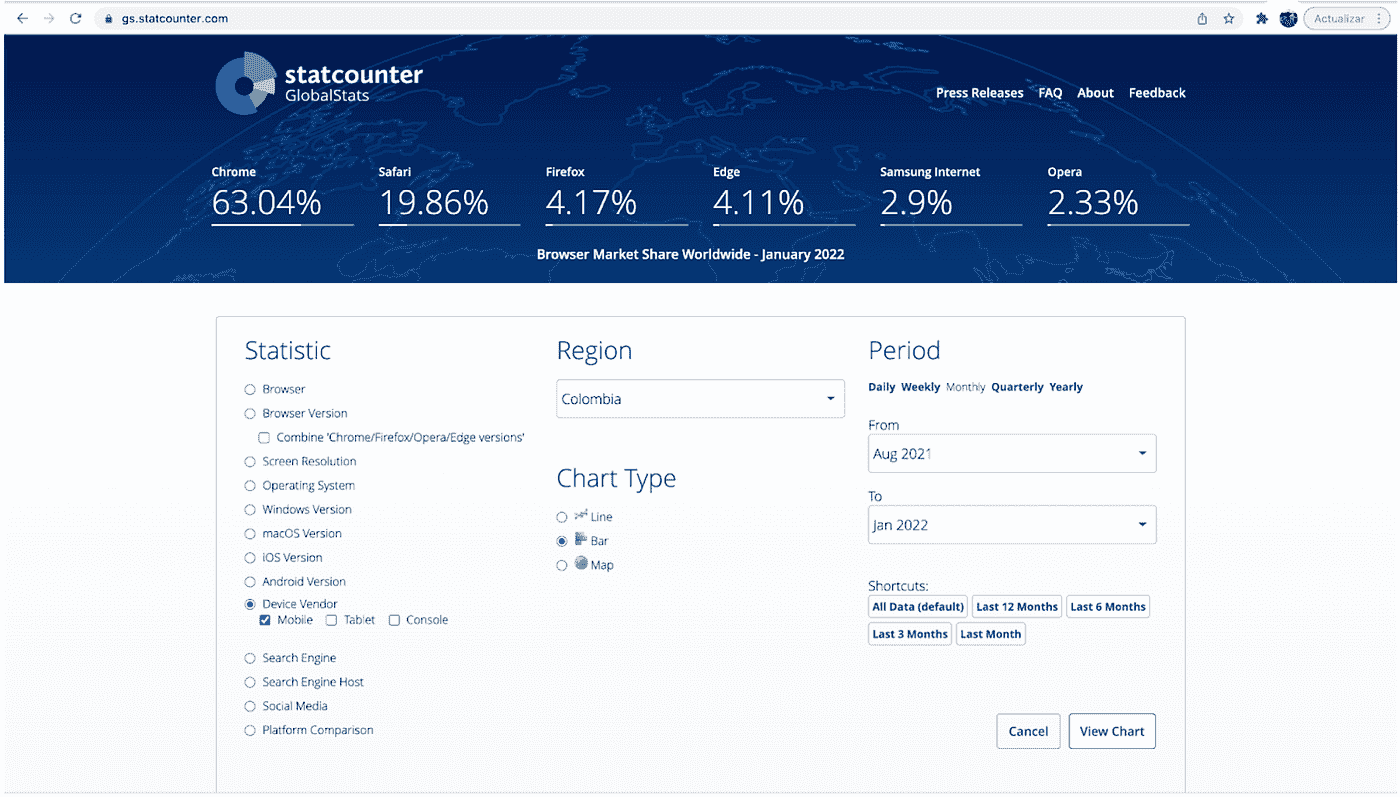 gs.statcounter.com
Actualizar
statcounter
GlobalStats
Press Releases FAQ About Feedback
Chrome Safari Firefox Edge Samsung Internet Opera
63.04% 19.86% 4.17% 4.11% 2.9% 2.33%
Browser Market Share Worldwide - January 2022
Statistic
Browser
Browser Version
Combine 'Chrome/Firefox/Opera/Edge versions'
Screen Resolution
Operating System
Windows Version
macOS Version
iOS Version
Android Version
Device Vendor
Mobile Tablet Console
Search Engine
Search Engine Host
Social Media
Platform Comparison
Region
Colombia
Chart Type
Line
Bar
Map
Period
Daily Weekly Monthly Quarterly Yearly
From
Aug 2021
To
Jan 2022
Shortcuts:
All Data (default) Last 12 Months Last 6 Months
Last 3 Months Last Month
Cancel View Chart